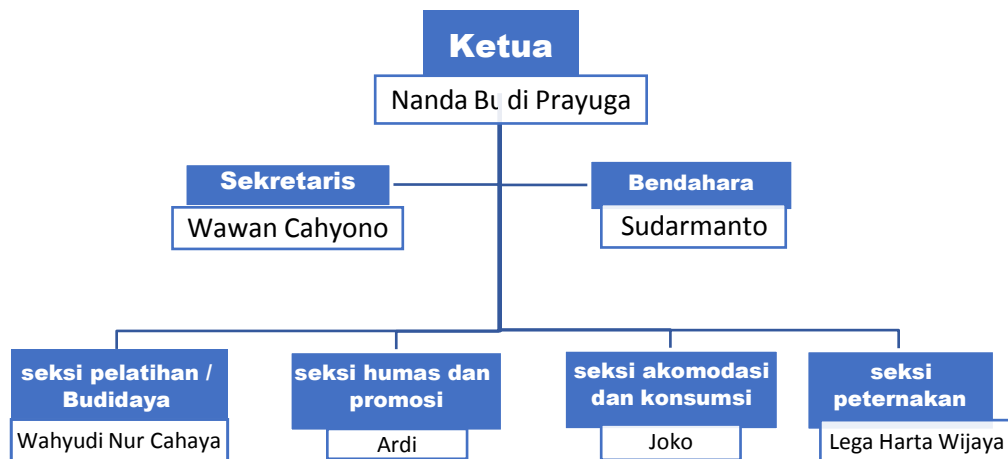 Ketua
Nanda Budi Prayuga
Sekretaris
Wawan Cahyono
Bendahara
Sudarmanto
seksi pelatihan /
Budidaya
Wahyudi Nur Cahaya
seksi humas dan
promosi
Ardi
seksi akomodasi
dan konsumsi
Joko
seksi
peternakan
Lega Harta Wijaya